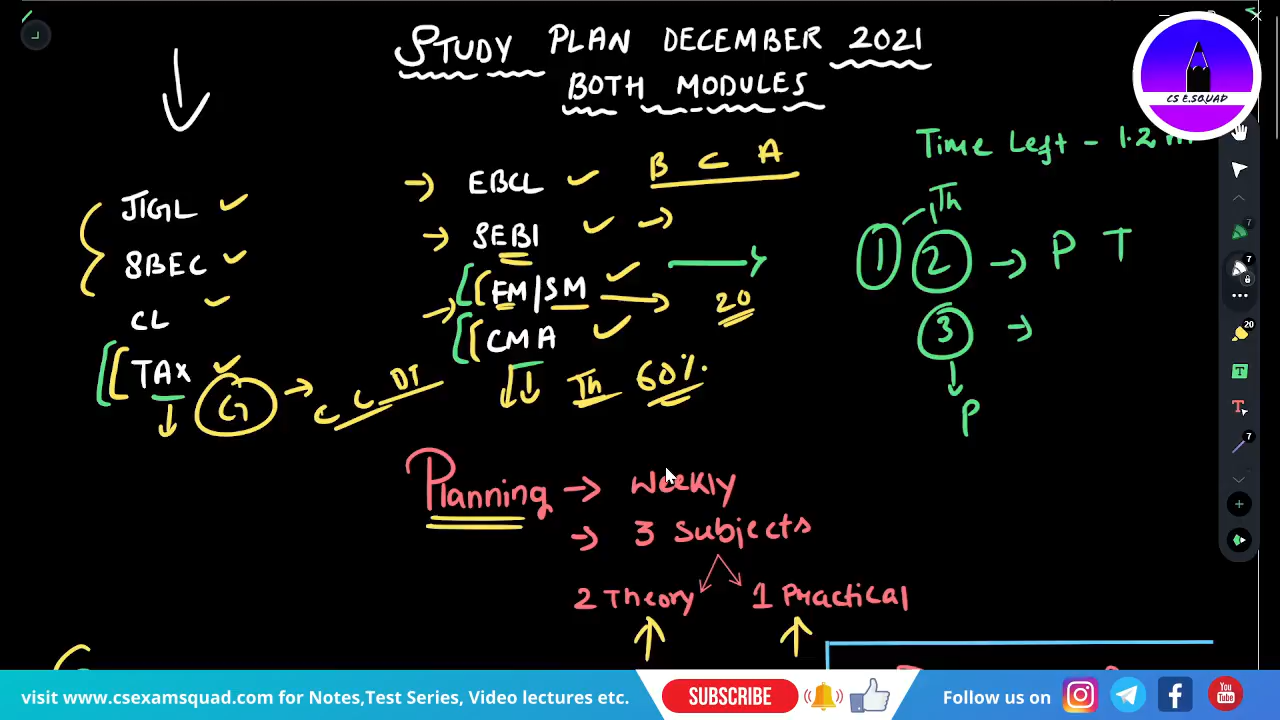 STUDY PLAN DECEMBER 2021
BOTH MODULES
CS E.SQUAD
Time Left - 1.2
JIGL
SBEC
CL
TAX
G
C C DT
EBCL
B C A
SEBI
FM/SM
20
CMA
Th 60%.
Th
1 2 → P T
3 →
P
Planning → Weekly
→ 3 Subjects
2 Theory
1 Practical
visit www.csexamsquad.com for Notes,Test Series, Video lectures etc.
SUBSCRIBE
Follow us on
You
Tube